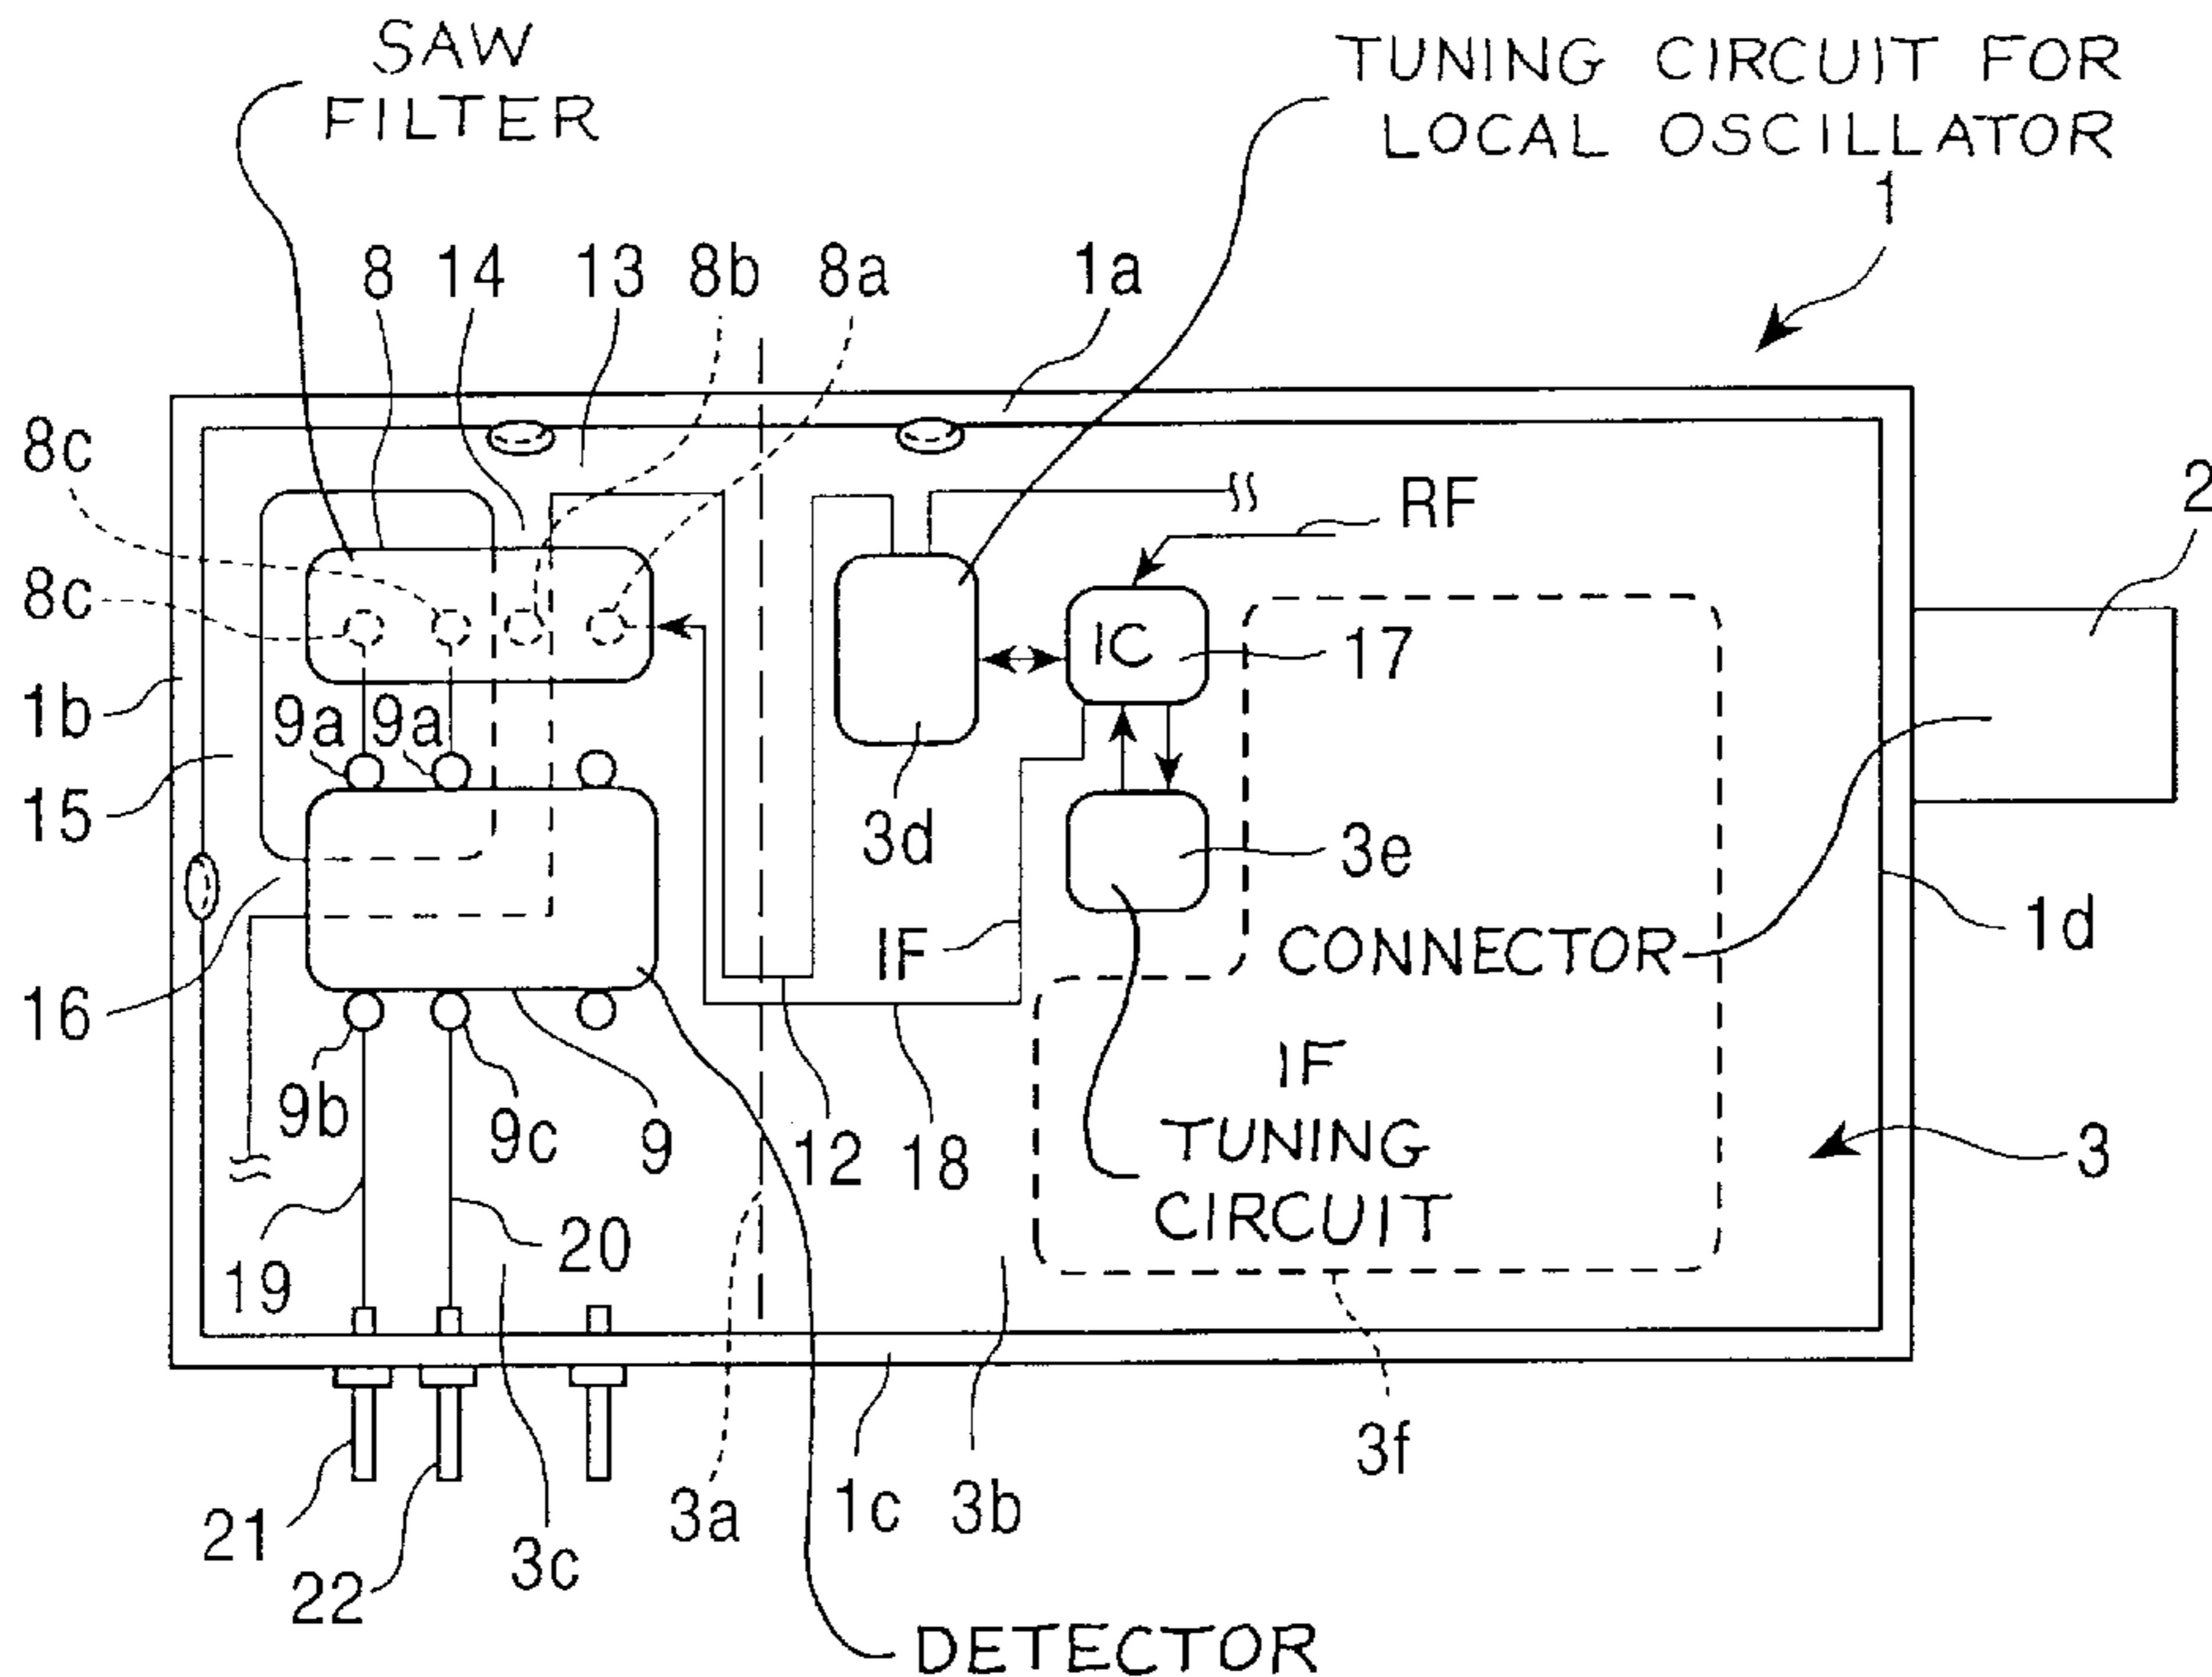 SAW
FILTER
TUNING CIRCUIT FOR
LOCAL OSCILLATOR
1
8 14 13 8b 8a 1a
8c
RF
2
8c
IC
17
1b
9a 9a
15
3d
3e
1d
IF
CONNECTOR
16
IF
9b 9c 9 12 18
TUNING
3
CIRCUIT
20
19
3f
21
3a 1c 3b
3c
22
DETECTOR